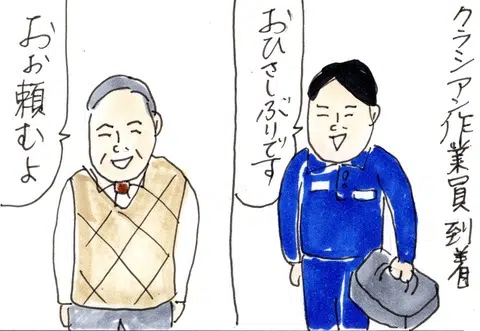 クラシアン作業員到着
おひさしぶりです
おぉ頼むよ